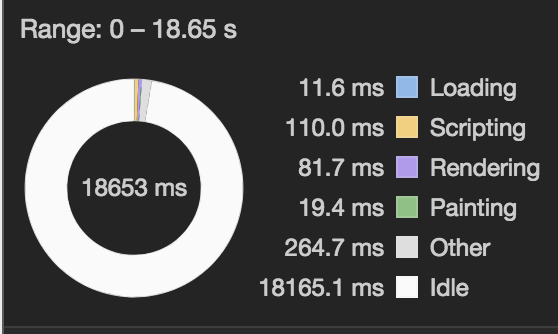 Range: 0 – 18.65 s
18653 ms
11.6 ms Loading
110.0 ms Scripting
81.7 ms Rendering
19.4 ms Painting
264.7 ms Other
18165.1 ms Idle